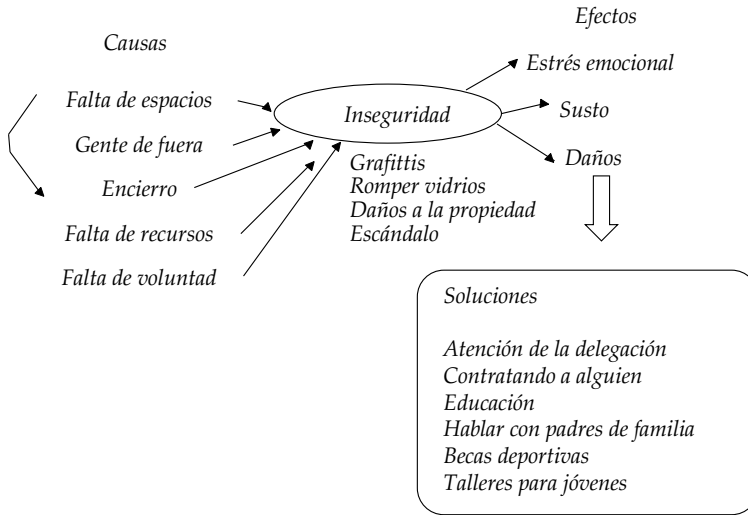 Causas
Falta de espacios
Gente de fuera
Encierro
Falta de recursos
Falta de voluntad
Inseguridad
Grafittis
Romper vidrios
Daños a la propiedad
Escándalo
Efectos
Estrés emocional
Susto
Daños
Soluciones
Atención de la delegación
Contratando a alguien
Educación
Hablar con padres de familia
Becas deportivas
Talleres para jóvenes